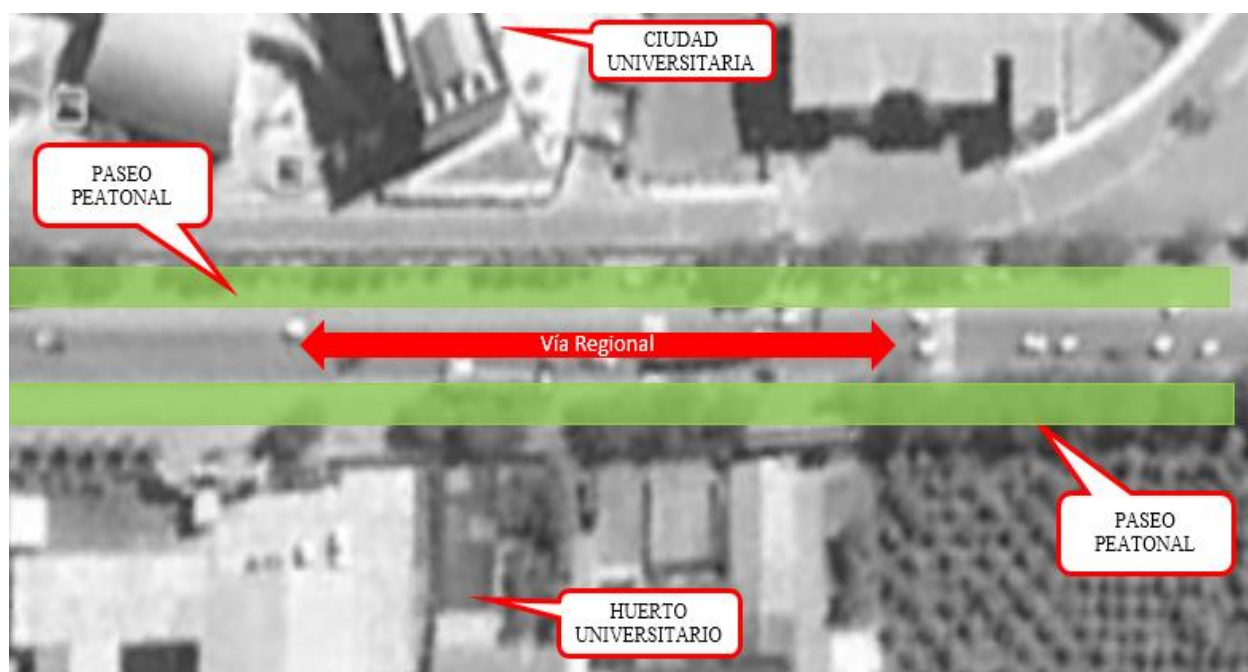 CIUDAD
UNIVERSITARIA
PASEO
PEATONAL
Vía Regional
PASEO
PEATONAL
HUERTO
UNIVERSITARIO